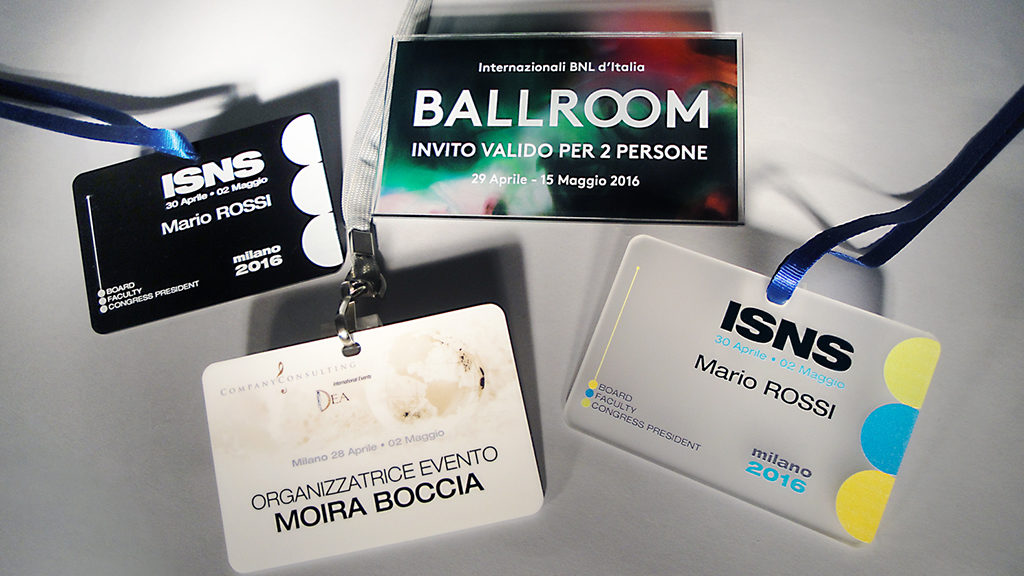 Internazionali BNL d'Italia
BALLROOM
INVITO VALIDO PER 2 PERSONE
29 Aprile - 15 Maggio 2016
ISNS
30 Aprile • 02 Maggio
Mario ROSSI
milano
2016
BOARD
FACULTY
CONGRESS PRESIDENT
COMPANYCONSULTING
International Events
DEA
Milano 28 Aprile • 02 Maggio
ORGANIZZATRICE EVENTO
MOIRA BOCCIA
ISNS
30 Aprile • 02 Maggio
Mario ROSSI
BOARD
FACULTY
CONGRESS PRESIDENT
milano
2016